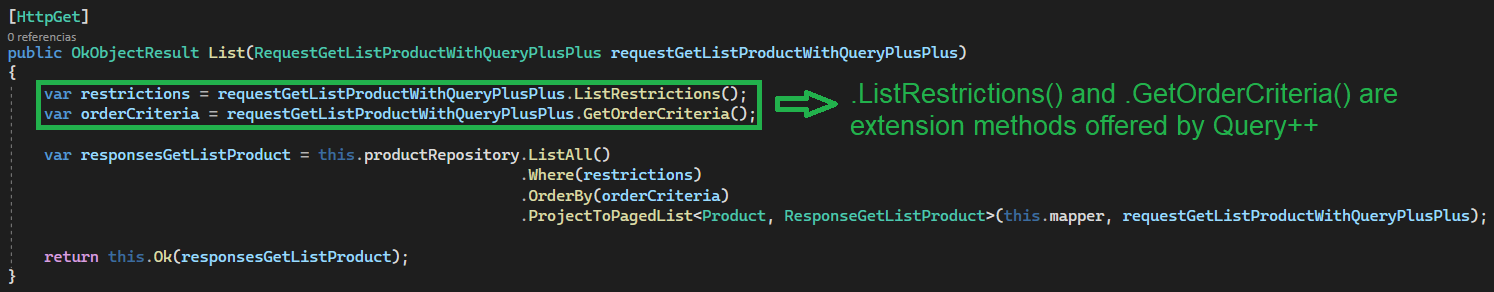 [HttpGet]
0 referencias
public OkObjectResult List(RequestGetListProductWithQueryPlusPlus requestGetListProductWithQueryPlusPlus)
{
var restrictions = requestGetListProductWithQueryPlusPlus.ListRestrictions();
var orderCriteria = requestGetListProductWithQueryPlusPlus.GetOrderCriteria();
.ListRestrictions() and .GetOrderCriteria() are
extension methods offered by Query++
var responsesGetListProduct = this.productRepository.ListAll()
.Where(restrictions)
.OrderBy(orderCriteria)
.ProjectToPagedList<Product, ResponseGetListProduct>(this.mapper, requestGetListProductWithQueryPlusPlus);
return this.Ok(responsesGetListProduct);
}